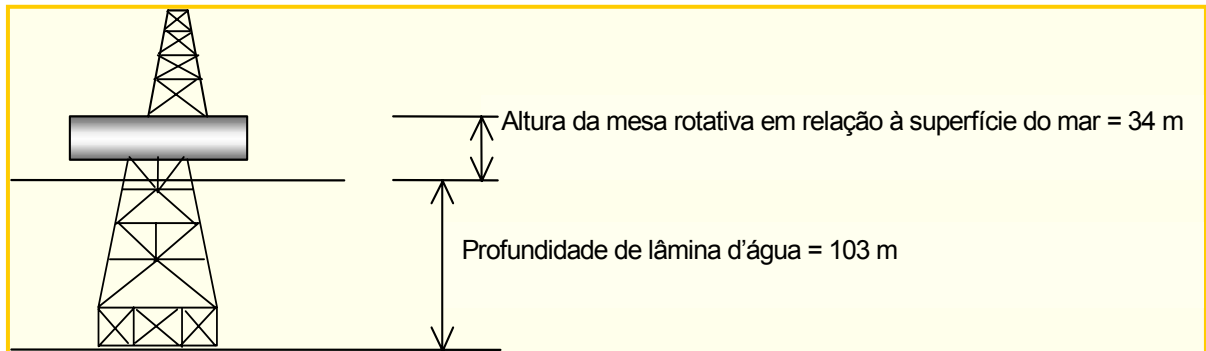 Altura da mesa rotativa em relação à superfície do mar = 34 m
Profundidade de lâmina d’água = 103 m